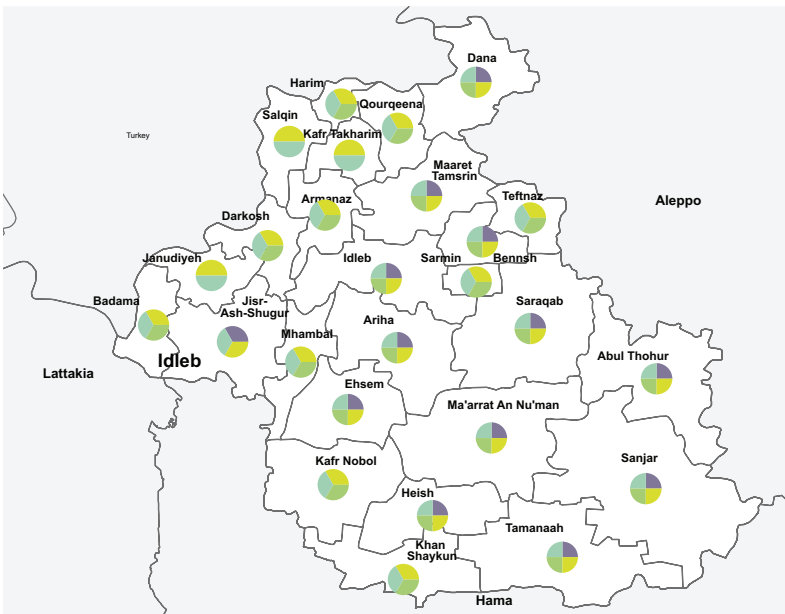 Dana
Harim
Qourqeena
Salqin
Turkey
Kafr Takharim
Maaret
Tamsrin
Teftnaz
Armanaz
Aleppo
Darkosh
Janudiyeh
Idleb
Sarmin
Bennsh
Badama
Jisr-
Ash-Shugur
Saraqab
Ariha
Mhambal
Abul Thohur
Idleb
Lattakia
Ehsem
Ma'arrat An Nu'man
Kafr Nobol
Sanjar
Heish
Tamanaah
Khan
Shaykun
Hama